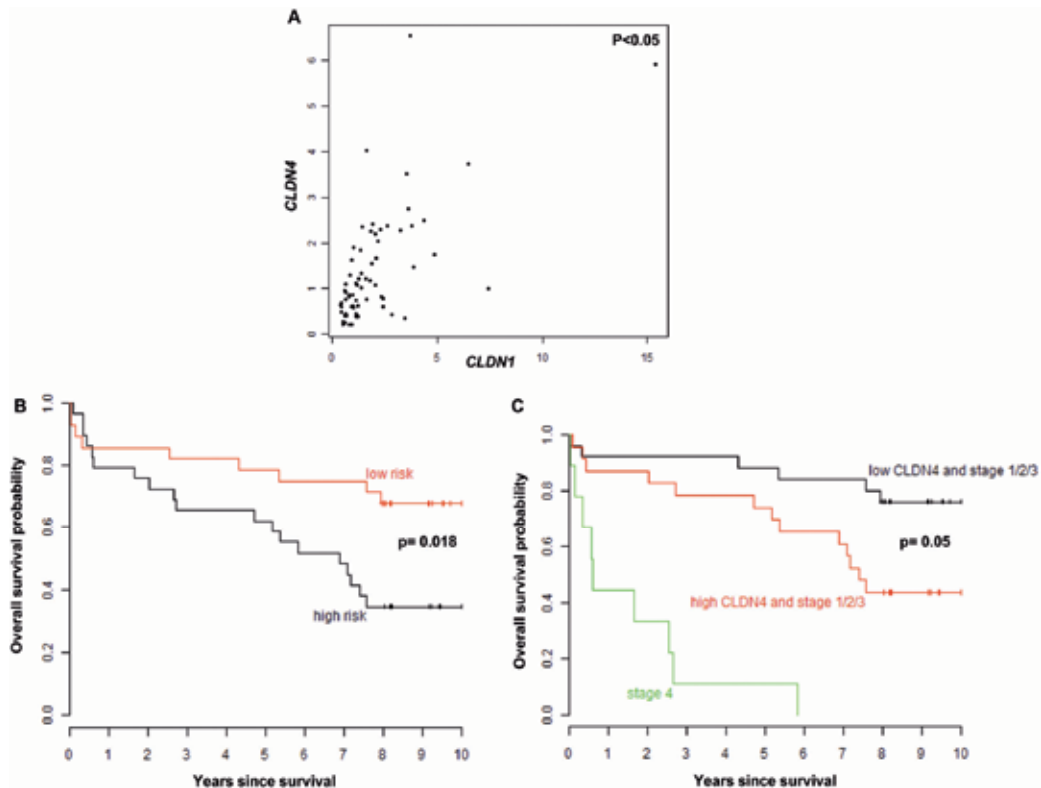 A
P<0.05
CLDN4
6
5
4
3
2
1
0
0 5 10 15
CLDN1
B
Overall survival probability
1.0
0.8
0.6
0.4
0.2
0.0
low risk
p= 0.018
high risk
0 1 2 3 4 5 6 7 8 9 10
Years since survival
C
Overall survival probability
1.0
0.8
0.6
0.4
0.2
0.0
low CLDN4 and stage 1/2/3
p= 0.05
high CLDN4 and stage 1/2/3
stage 4
0 1 2 3 4 5 6 7 8 9 10
Years since survival